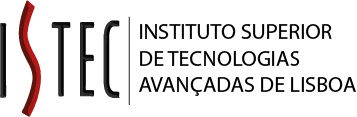 ISTEC
INSTITUTO SUPERIOR
DE TECNOLOGIAS
AVANÇADAS DE LISBOA